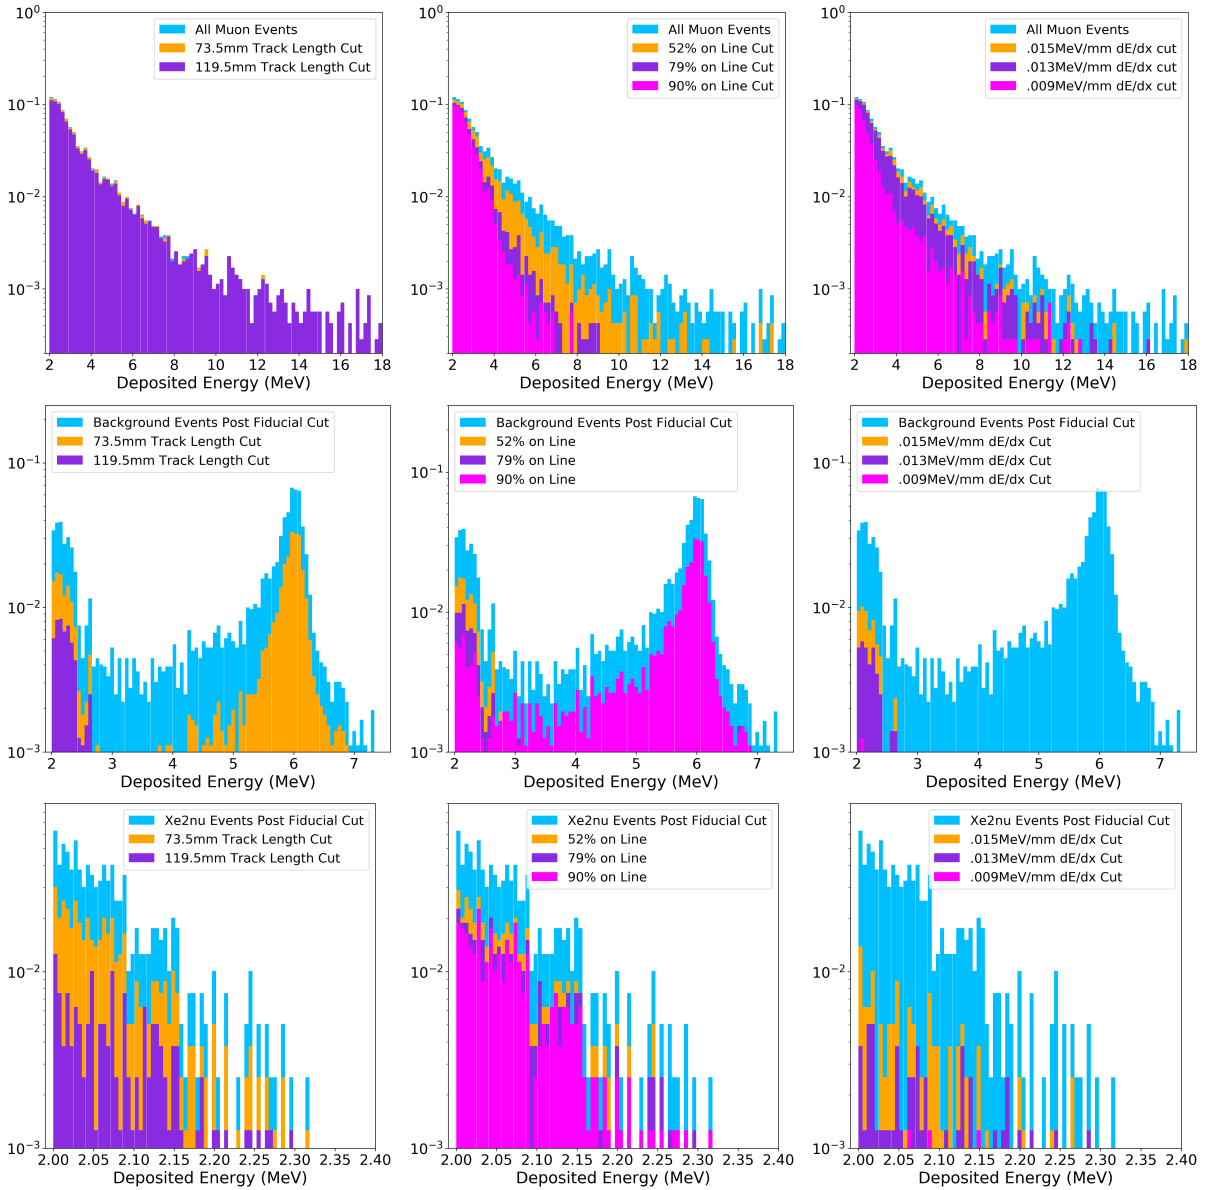 All Muon Events
73.5mm Track Length Cut
119.5mm Track Length Cut
10^0
10^-1
10^-2
10^-3
2 4 6 8 10 12 14 16 18
Deposited Energy (MeV)
All Muon Events
52% on Line Cut
79% on Line Cut
90% on Line Cut
10^0
10^-1
10^-2
10^-3
2 4 6 8 10 12 14 16 18
Deposited Energy (MeV)
All Muon Events
.015MeV/mm dE/dx cut
.013MeV/mm dE/dx cut
.009MeV/mm dE/dx cut
10^0
10^-1
10^-2
10^-3
2 4 6 8 10 12 14 16 18
Deposited Energy (MeV)
Background Events Post Fiducial Cut
73.5mm Track Length Cut
119.5mm Track Length Cut
10^-1
10^-2
10^-3
2 3 4 5 6 7
Deposited Energy (MeV)
Background Events Post Fiducial Cut
52% on Line
79% on Line
90% on Line
10^-1
10^-2
10^-3
2 3 4 5 6 7
Deposited Energy (MeV)
Background Events Post Fiducial Cut
.015MeV/mm dE/dx Cut
.013MeV/mm dE/dx Cut
.009MeV/mm dE/dx Cut
10^-1
10^-2
10^-3
2 3 4 5 6 7
Deposited Energy (MeV)
Xe2nu Events Post Fiducial Cut
73.5mm Track Length Cut
119.5mm Track Length Cut
10^-2
10^-3
2.00 2.05 2.10 2.15 2.20 2.25 2.30 2.35 2.40
Deposited Energy (MeV)
Xe2nu Events Post Fiducial Cut
52% on Line
79% on Line
90% on Line
10^-2
10^-3
2.00 2.05 2.10 2.15 2.20 2.25 2.30 2.35 2.40
Deposited Energy (MeV)
Xe2nu Events Post Fiducial Cut
.015MeV/mm dE/dx Cut
.013MeV/mm dE/dx Cut
.009MeV/mm dE/dx Cut
10^-2
10^-3
2.00 2.05 2.10 2.15 2.20 2.25 2.30 2.35 2.40
Deposited Energy (MeV)